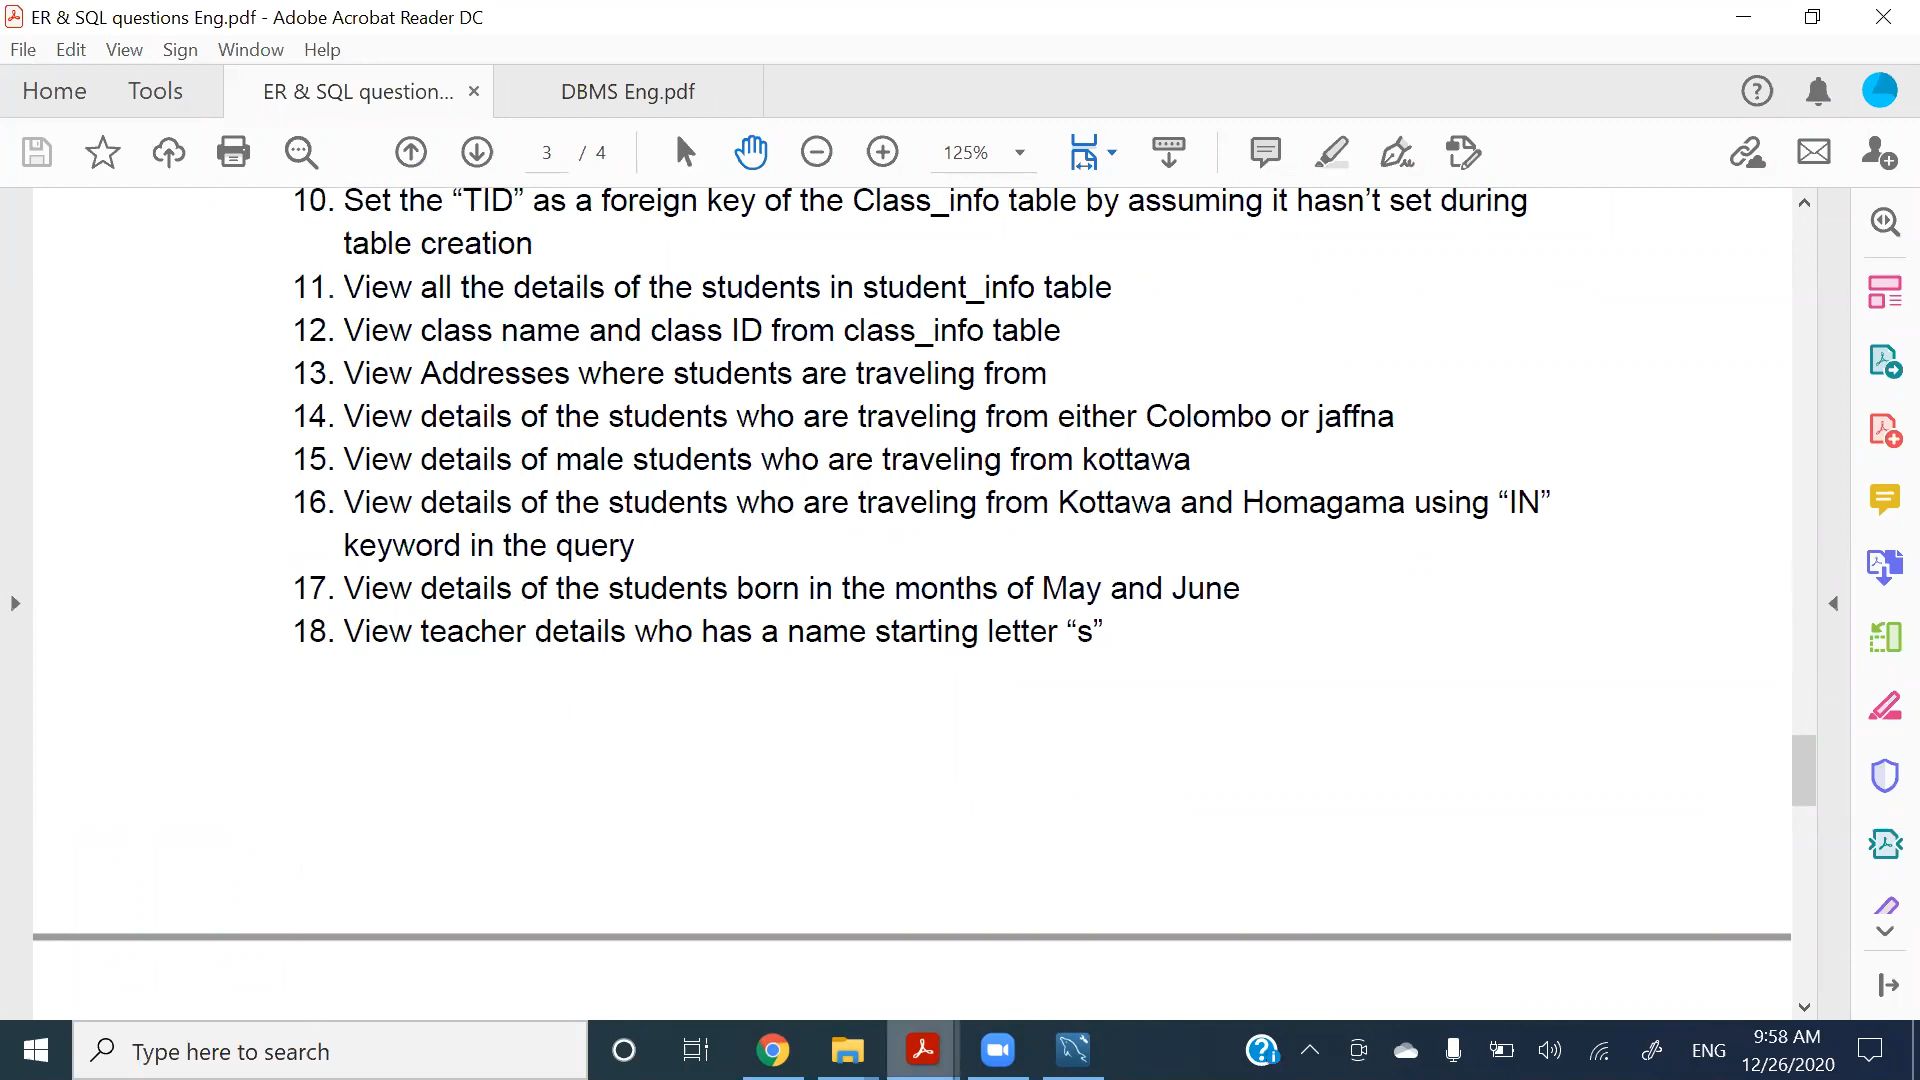 ER & SQL questions Eng.pdf - Adobe Acrobat Reader DC
File Edit View Sign Window Help
Home Tools ER & SQL question... × DBMS Eng.pdf
3 / 4 125%
10. Set the “TID” as a foreign key of the Class_info table by assuming it hasn’t set during
table creation
11. View all the details of the students in student_info table
12. View class name and class ID from class_info table
13. View Addresses where students are traveling from
14. View details of the students who are traveling from either Colombo or jaffna
15. View details of male students who are traveling from kottawa
16. View details of the students who are traveling from Kottawa and Homagama using “IN”
keyword in the query
17. View details of the students born in the months of May and June
18. View teacher details who has a name starting letter “s”
Type here to search
ENG
9:58 AM
12/26/2020